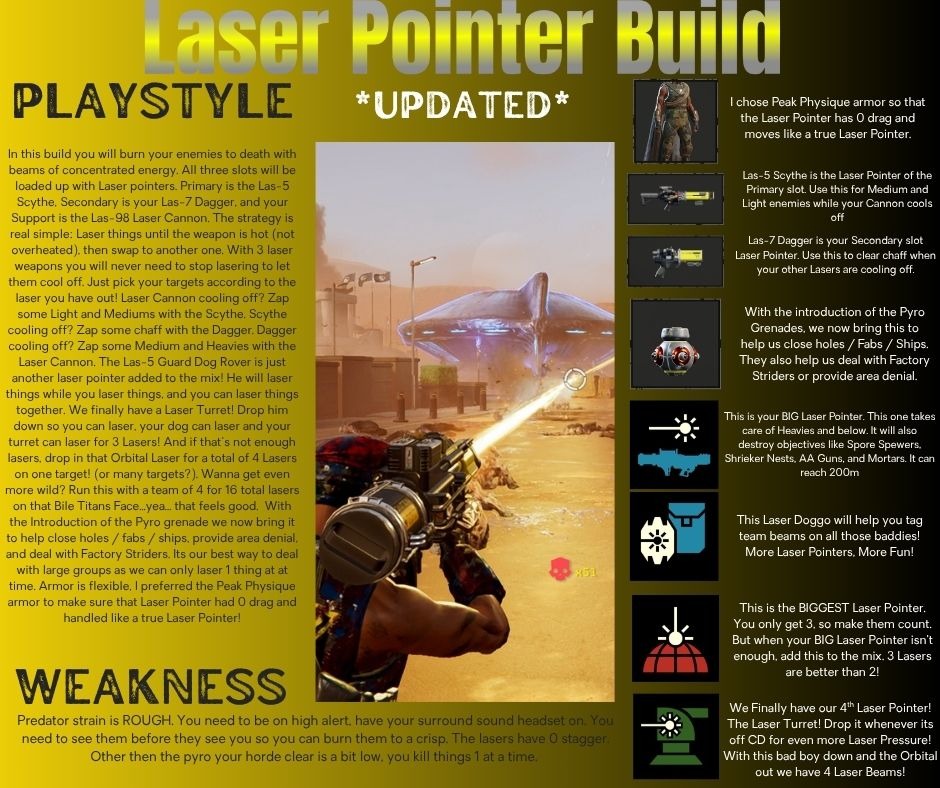 Laser Pointer Build
PLAYSTYLE
*UPDATED*
In this build you will burn your enemies to death with
beams of concentrated energy. All three slots will be
loaded up with Laser pointers. Primary is the Las-5
Scythe, Secondary is your Las-7 Dagger, and your
Support is the Las-98 Laser Cannon. The strategy is
real simple: Laser things until the weapon is hot (not
overheated), then swap to another one. With 3 laser
weapons you will never need to stop lasering to let
them cool off. Just pick your targets according to the
laser you have out! Laser Cannon cooling off? Zap
some Light and Mediums with the Scythe. Scythe
cooling off? Zap some chaff with the Dagger. Dagger
cooling off? Zap some Medium and Heavies with the
Laser Cannon. The Las-5 Guard Dog Rover is just
another laser pointer added to the mix! He will laser
things while you laser things, and you can laser things
together. We finally have a Laser Turret! Drop him
down so you can laser, your dog can laser and your
turret can laser for 3 Lasers! And if that's not enough
lasers, drop in that Orbital Laser for a total of 4 Lasers
on one target! (or many targets?). Wanna get even
more wild? Run this with a team of 4 for 16 total lasers
on that Bile Titans Face...yea... that feels good. With
the Introduction of the Pyro grenade we now bring it
to help close holes / fabs / ships, provide area denial,
and deal with Factory Striders. Its our best way to deal
with large groups as we can only laser 1 thing at at
time. Armor is flexible, I preferred the Peak Physique
armor to make sure that Laser Pointer had 0 drag and
handled like a true Laser Pointer!
x51
WEAKNESS
Predator strain is ROUGH. You need to be on high alert, have your surround sound headset on. You
need to see them before they see you so you can burn them to a crisp. The lasers have 0 stagger.
Other then the pyro your horde clear is a bit low, you kill things 1 at a time.
I chose Peak Physique armor so that
the Laser Pointer has 0 drag and
moves like a true Laser Pointer.
Las-5 Scythe is the Laser Pointer of the
Primary slot. Use this for Medium and
Light enemies while your Cannon cools
off
Las-7 Dagger is your Secondary slot
Laser Pointer. Use this to clear chaff when
your other Lasers are cooling off.
With the introduction of the Pyro
Grenades, we now bring this to
help us close holes / Fabs / Ships.
They also help us deal with Factory
Striders or provide area denial.
This is your BIG Laser Pointer. This one takes
care of Heavies and below. It will also
destroy objectives like Spore Spewers,
Shrieker Nests, AA Guns, and Mortars. It can
reach 200m
This Laser Doggo will help you tag
team beams on all those baddies!
More Laser Pointers, More Fun!
This is the BIGGEST Laser Pointer.
You only get 3, so make them count.
But when your BIG Laser Pointer isn't
enough, add this to the mix. 3 Lasers
are better than 2!
We Finally have our 4th Laser Pointer!
The Laser Turret! Drop it whenever its
off CD for even more Laser Pressure!
With this bad boy down and the Orbital
out we have 4 Laser Beams!